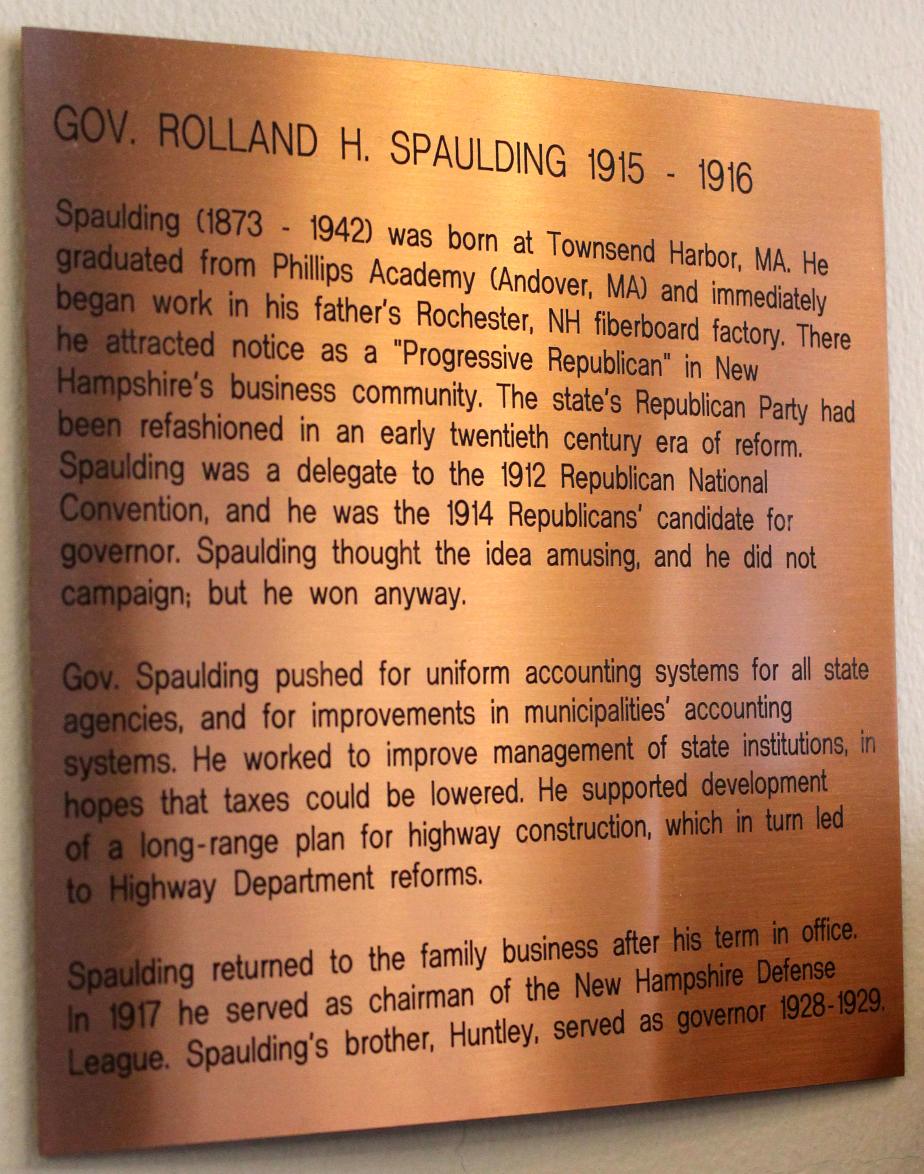 GOV. ROLLAND H. SPAULDING 1915 - 1916
Spaulding (1873 - 1942) was born at Townsend Harbor, MA. He
graduated from Phillips Academy (Andover, MA) and immediately
began work in his father's Rochester, NH fiberboard factory. There
he attracted notice as a "Progressive Republican" in New
Hampshire's business community. The state's Republican Party had
been refashioned in an early twentieth century era of reform.
Spaulding was a delegate to the 1912 Republican National
Convention, and he was the 1914 Republicans' candidate for
governor. Spaulding thought the idea amusing, and he did not
campaign; but he won anyway.
Gov. Spaulding pushed for uniform accounting systems for all state
agencies, and for improvements in municipalities' accounting
systems. He worked to improve management of state institutions, in
hopes that taxes could be lowered. He supported development
of a long-range plan for highway construction, which in turn led
to Highway Department reforms.
Spaulding returned to the family business after his term in office.
In 1917 he served as chairman of the New Hampshire Defense
League. Spaulding's brother, Huntley, served as governor 1928-1929.